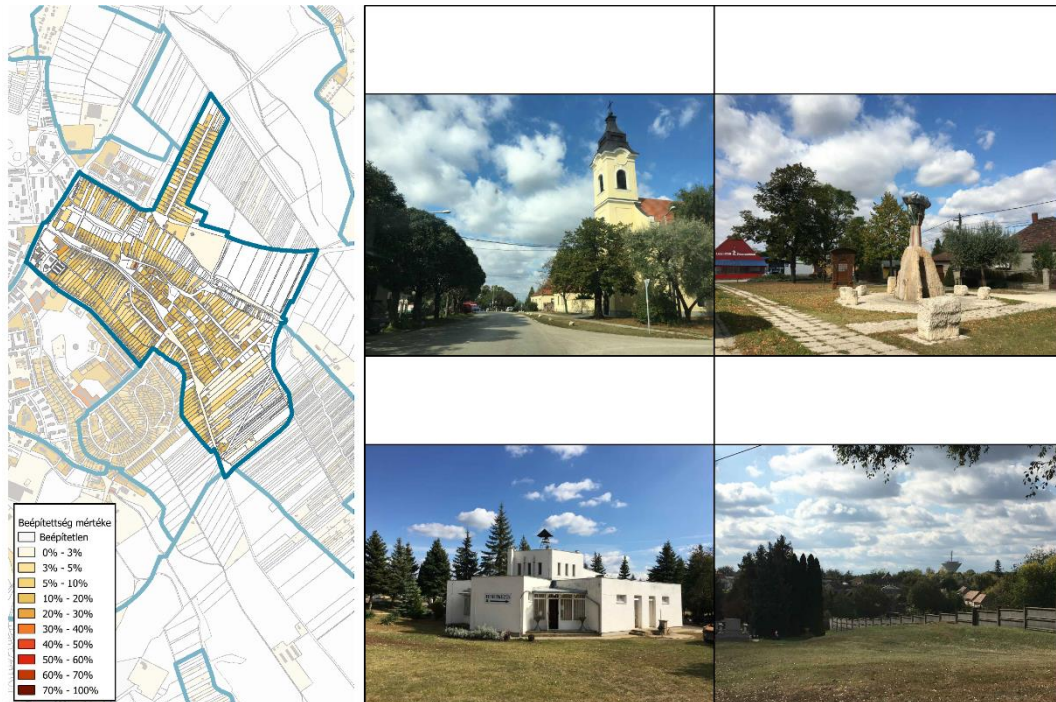 Beépítettség mértéke
Beépítetlen
0% - 3%
3% - 5%
5% - 10%
10% - 20%
20% - 30%
30% - 40%
40% - 50%
50% - 60%
60% - 70%
70% - 100%